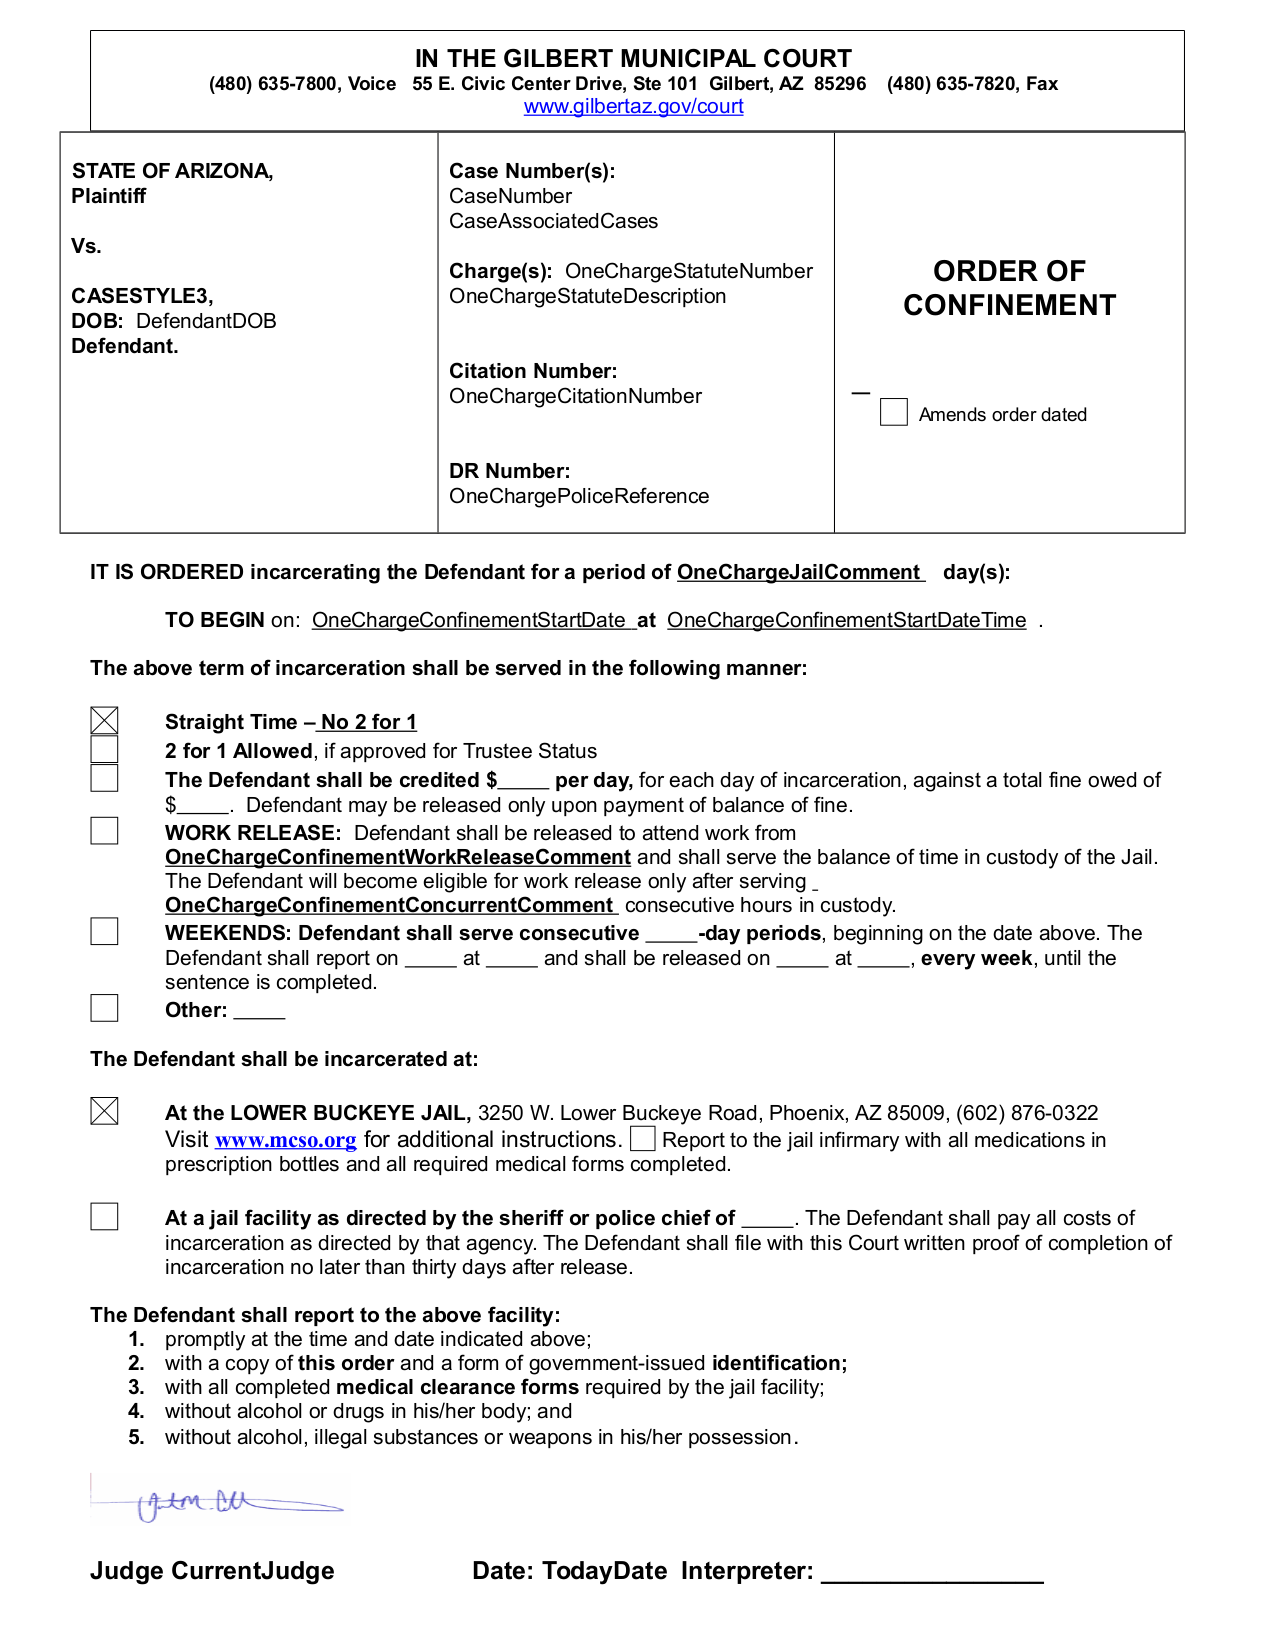 IN THE GILBERT MUNICIPAL COURT
(480) 635-7800, Voice 55 E. Civic Center Drive, Ste 101 Gilbert, AZ 85296 (480) 635-7820, Fax
www.gilbertaz.gov/court
STATE OF ARIZONA,
Plaintiff
Vs.
CASESTYLE3,
DOB: DefendantDOB
Defendant.
Case Number(s):
CaseNumber
CaseAssociatedCases
Charge(s): OneChargeStatuteNumber
OneChargeStatuteDescription
Citation Number:
OneChargeCitationNumber
DR Number:
OneChargePoliceReference
ORDER OF
CONFINEMENT
Amends order dated
IT IS ORDERED incarcerating the Defendant for a period of OneChargeJailComment day(s):
TO BEGIN on: OneChargeConfinementStartDate at OneChargeConfinementStartDateTime .
The above term of incarceration shall be served in the following manner:
Straight Time – No 2 for 1
2 for 1 Allowed, if approved for Trustee Status
The Defendant shall be credited $_____ per day, for each day of incarceration, against a total fine owed of
$_____. Defendant may be released only upon payment of balance of fine.
WORK RELEASE: Defendant shall be released to attend work from
OneChargeConfinementWorkReleaseComment and shall serve the balance of time in custody of the Jail.
The Defendant will become eligible for work release only after serving
OneChargeConfinementConcurrentComment consecutive hours in custody.
WEEKENDS: Defendant shall serve consecutive _____-day periods, beginning on the date above. The
Defendant shall report on _____ at _____ and shall be released on _____ at _____, every week, until the
sentence is completed.
Other: _____
The Defendant shall be incarcerated at:
At the LOWER BUCKEYE JAIL, 3250 W. Lower Buckeye Road, Phoenix, AZ 85009, (602) 876-0322
Visit www.mcso.org for additional instructions. Report to the jail infirmary with all medications in
prescription bottles and all required medical forms completed.
At a jail facility as directed by the sheriff or police chief of _____. The Defendant shall pay all costs of
incarceration as directed by that agency. The Defendant shall file with this Court written proof of completion of
incarceration no later than thirty days after release.
The Defendant shall report to the above facility:
1. promptly at the time and date indicated above;
2. with a copy of this order and a form of government-issued identification;
3. with all completed medical clearance forms required by the jail facility;
4. without alcohol or drugs in his/her body; and
5. without alcohol, illegal substances or weapons in his/her possession.
Judge CurrentJudge Date: TodayDate Interpreter: ________________